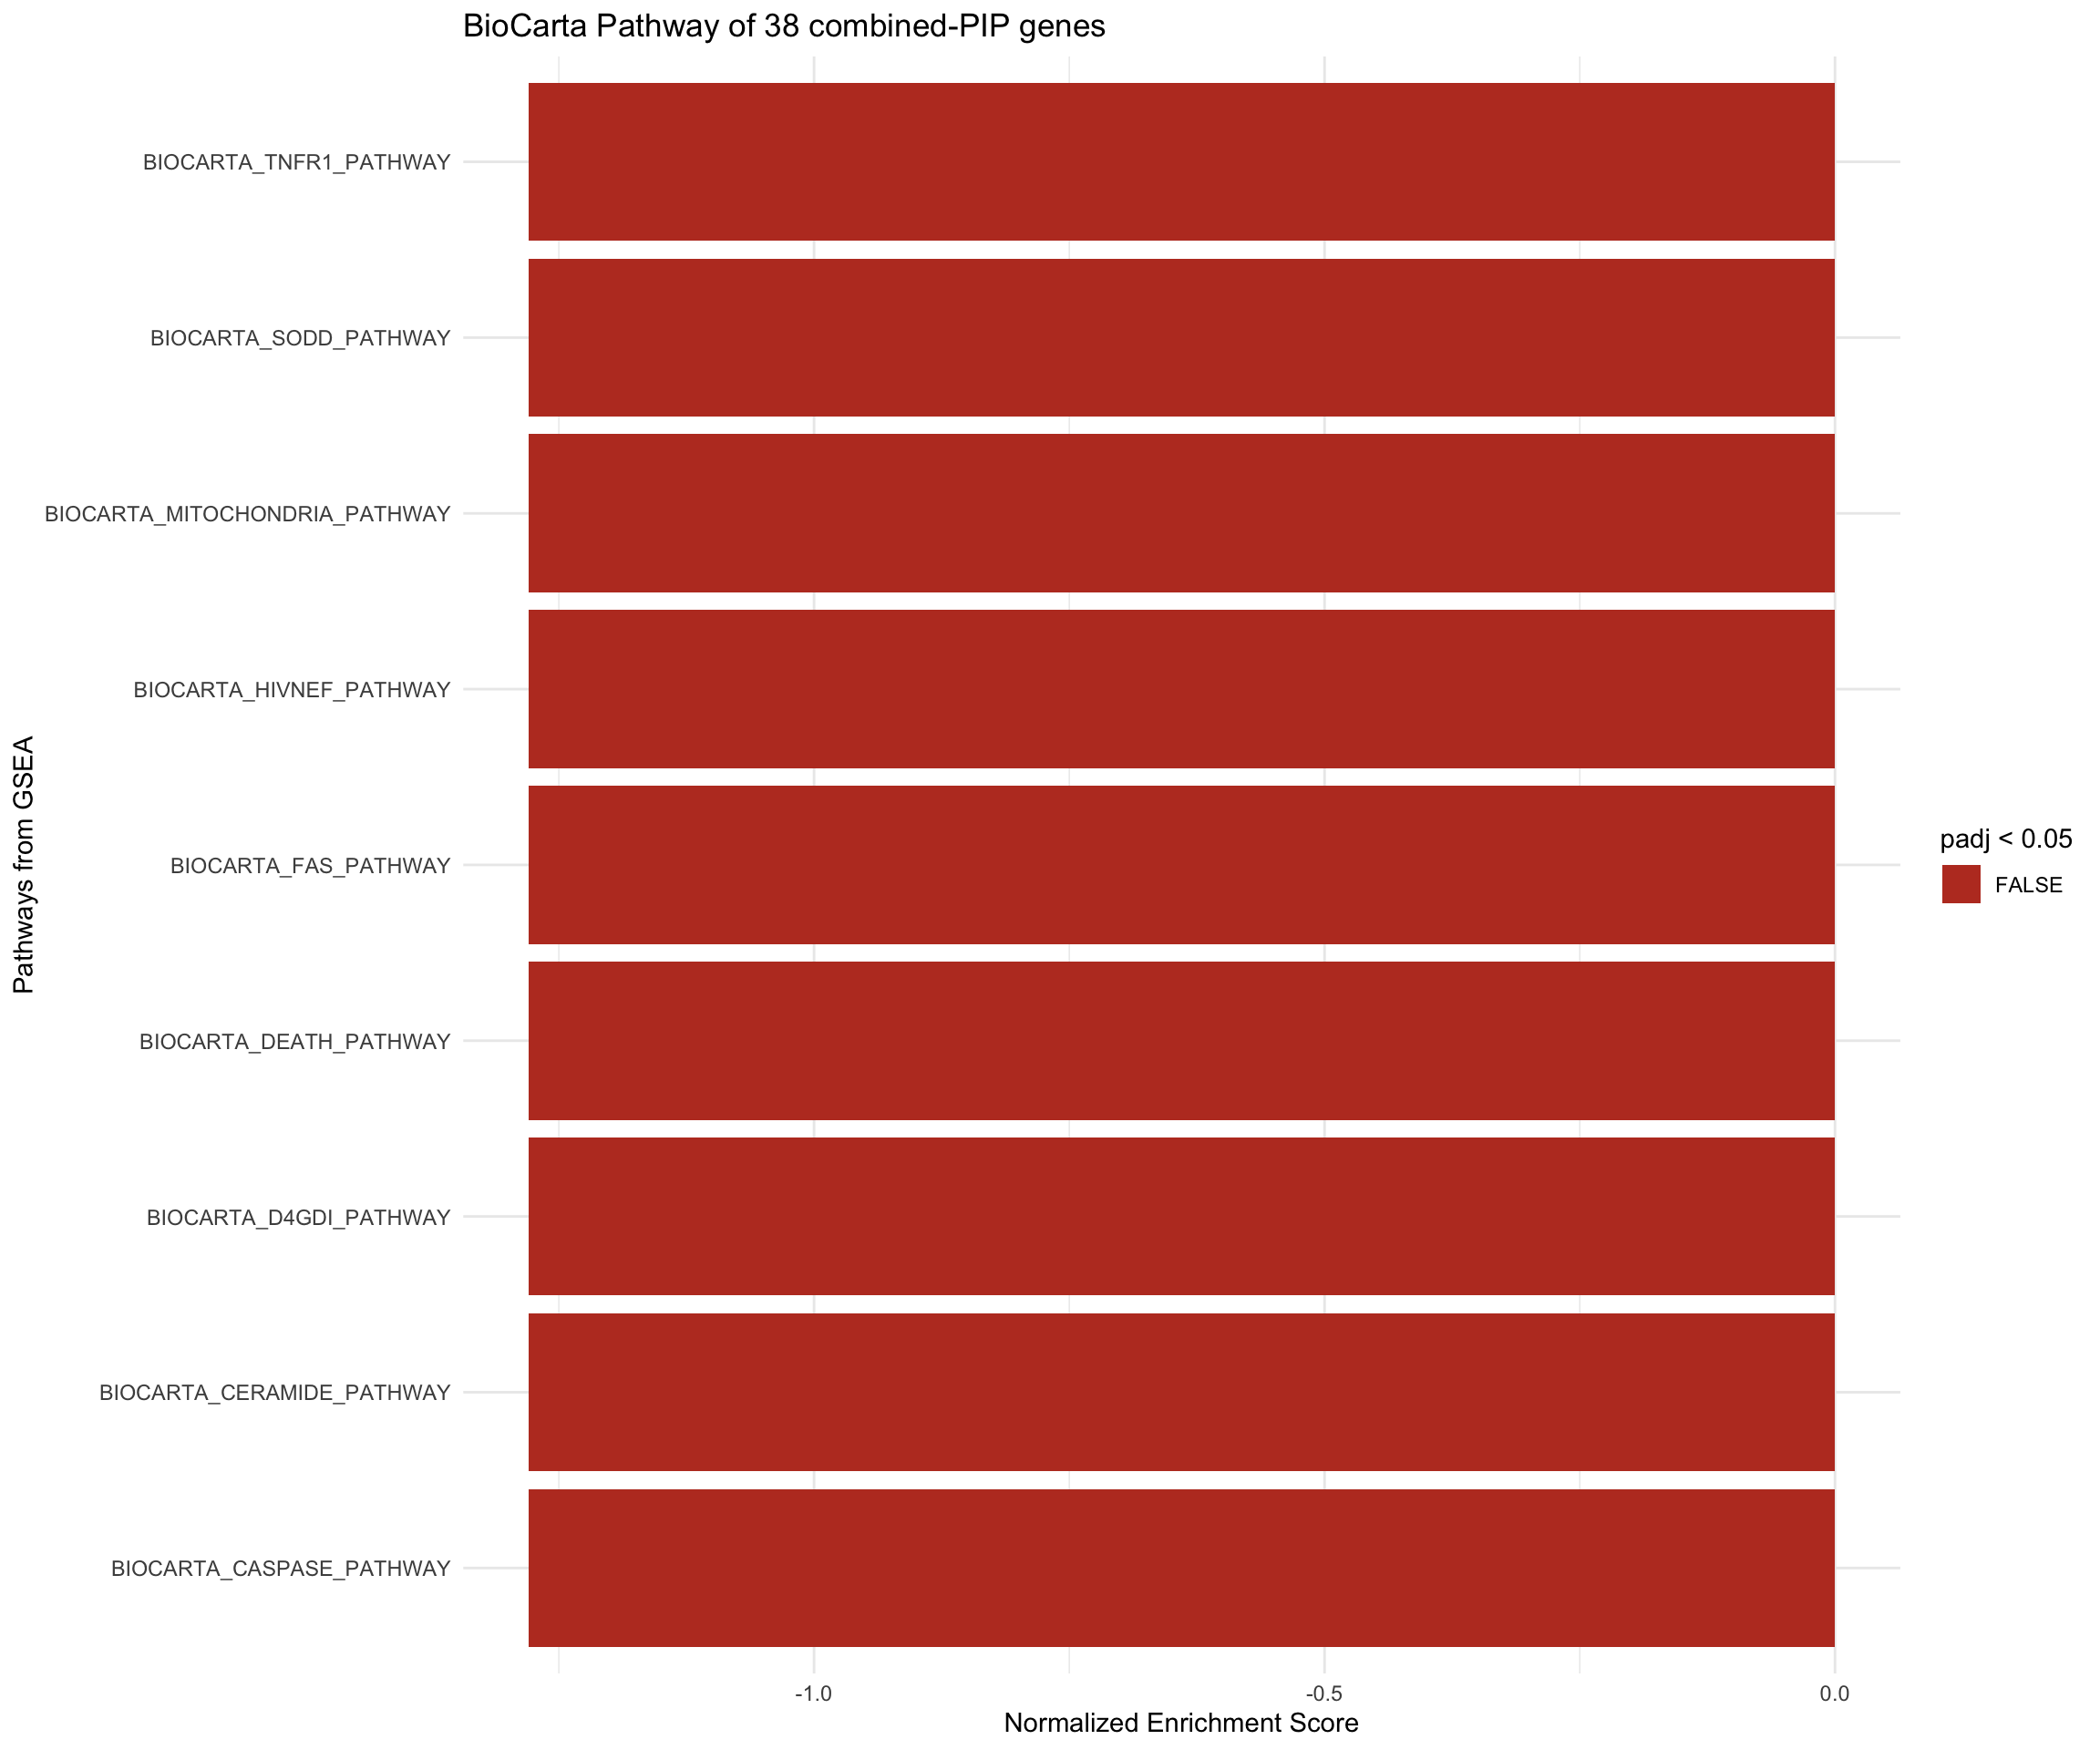 BioCarta Pathway of 38 combined-PIP genes
Pathways from GSEA
BIOCARTA_TNFR1_PATHWAY
BIOCARTA_SODD_PATHWAY
BIOCARTA_MITOCHONDRIA_PATHWAY
BIOCARTA_HIVNEF_PATHWAY
BIOCARTA_FAS_PATHWAY
BIOCARTA_DEATH_PATHWAY
BIOCARTA_D4GDI_PATHWAY
BIOCARTA_CERAMIDE_PATHWAY
BIOCARTA_CASPASE_PATHWAY
-1.0
-0.5
0.0
Normalized Enrichment Score
padj < 0.05
FALSE